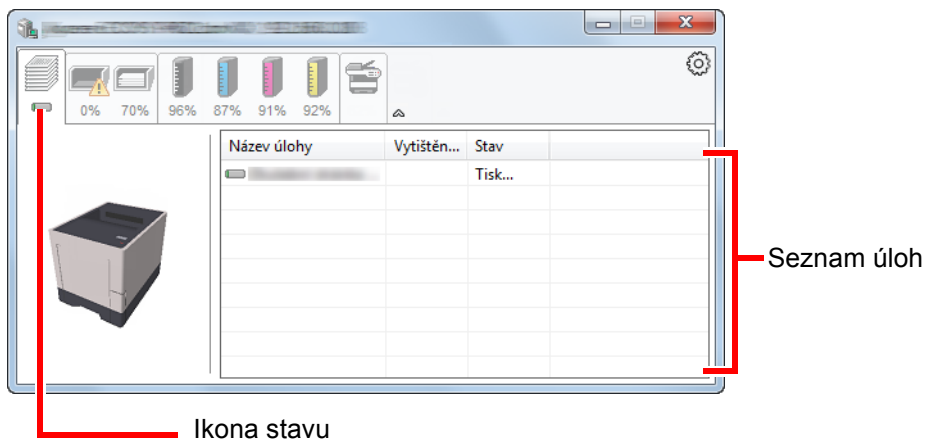 0% 70% 96% 87% 91% 92%
Název úlohy Vytištěn... Stav
Tisk...
Seznam úloh
Ikona stavu